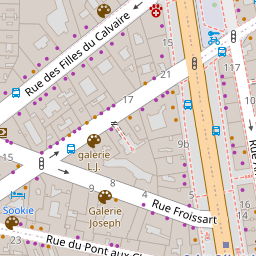 Rue des Filles du Calvaire
15
21
117
17
galerie
L.J.
15
9b
9
8
4
Sookie
Galerie
Joseph
Rue Froissart
23
Rue du Pont aux